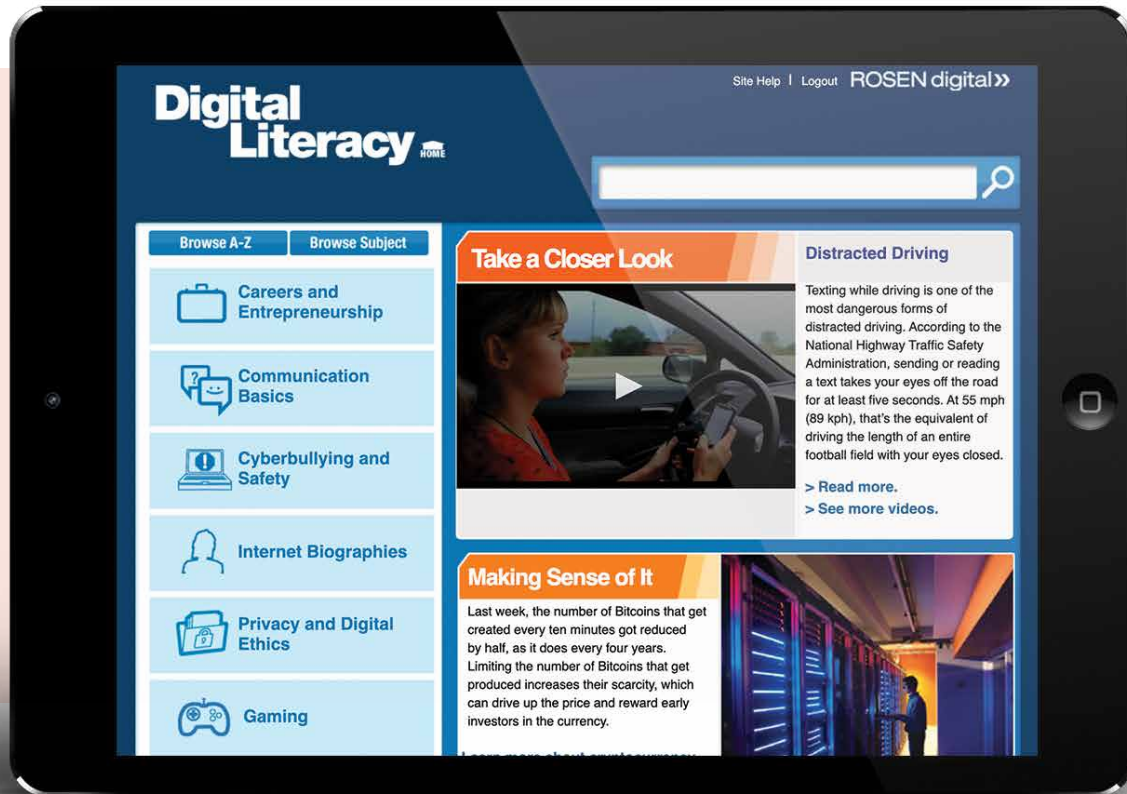 Site Help | Logout ROSEN digital»
Digital
Literacy HOME
Browse A-Z Browse Subject
Careers and
Entrepreneurship
Communication
Basics
Cyberbullying and
Safety
Internet Biographies
Privacy and Digital
Ethics
Gaming
Take a Closer Look
Distracted Driving
Texting while driving is one of the
most dangerous forms of
distracted driving. According to the
National Highway Traffic Safety
Administration, sending or reading
a text takes your eyes off the road
for at least five seconds. At 55 mph
(89 kph), that's the equivalent of
driving the length of an entire
football field with your eyes closed.
> Read more.
> See more videos.
Making Sense of It
Last week, the number of Bitcoins that get
created every ten minutes got reduced
by half, as it does every four years.
Limiting the number of Bitcoins that get
produced increases their scarcity, which
can drive up the price and reward early
investors in the currency.
Learn more about cryptocurrency